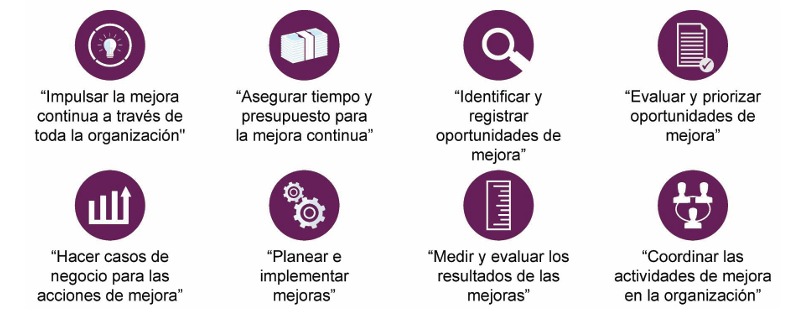 “Impulsar la mejora
continua a través de
toda la organización"
“Asegurar tiempo y
presupuesto para
la mejora continua”
“Identificar y
registrar
oportunidades de
mejora”
“Evaluar y priorizar
oportunidades de
mejora”
“Hacer casos de
negocio para las
acciones de mejora”
“Planear e
implementar
mejoras”
“Medir y evaluar los
resultados de las
mejoras”
“Coordinar las
actividades de mejora
en la organización”